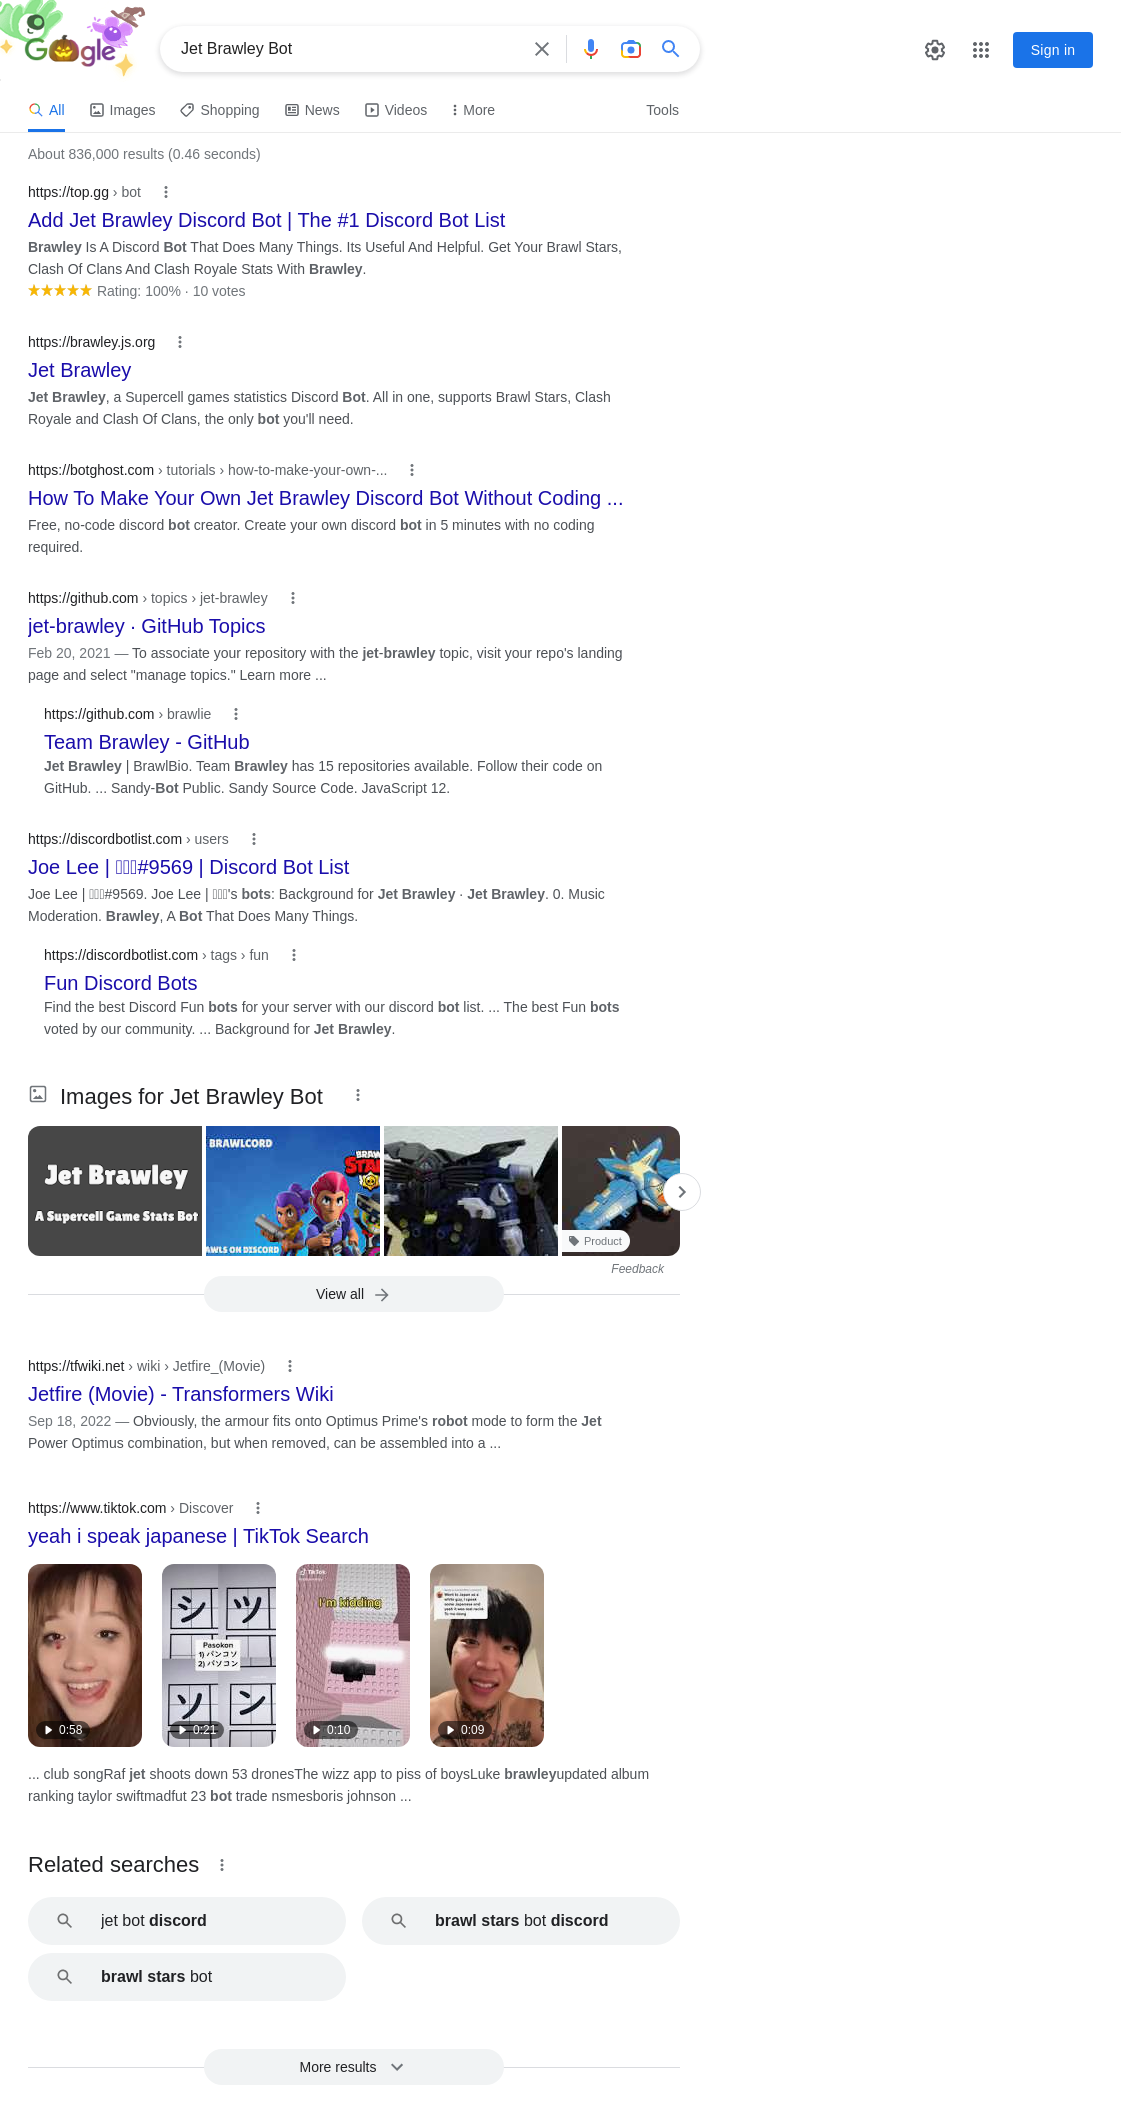 Google
Jet Brawley Bot
Sign in
All
Images
Shopping
News
Videos
More
Tools
About 836,000 results (0.46 seconds)
https://top.gg › bot
Add Jet Brawley Discord Bot | The #1 Discord Bot List
Brawley Is A Discord Bot That Does Many Things. Its Useful And Helpful. Get Your Brawl Stars,
Clash Of Clans And Clash Royale Stats With Brawley.
Rating: 100% · 10 votes
https://brawley.js.org
Jet Brawley
Jet Brawley, a Supercell games statistics Discord Bot. All in one, supports Brawl Stars, Clash
Royale and Clash Of Clans, the only bot you'll need.
https://botghost.com › tutorials › how-to-make-your-own-...
How To Make Your Own Jet Brawley Discord Bot Without Coding ...
Free, no-code discord bot creator. Create your own discord bot in 5 minutes with no coding
required.
https://github.com › topics › jet-brawley
jet-brawley · GitHub Topics
Feb 20, 2021 — To associate your repository with the jet-brawley topic, visit your repo's landing
page and select "manage topics." Learn more ...
https://github.com › brawlie
Team Brawley - GitHub
Jet Brawley | BrawlBio. Team Brawley has 15 repositories available. Follow their code on
GitHub. ... Sandy-Bot Public. Sandy Source Code. JavaScript 12.
https://discordbotlist.com › users
Joe Lee | #9569 | Discord Bot List
Joe Lee | #9569. Joe Lee | 's bots: Background for Jet Brawley · Jet Brawley. 0. Music
Moderation. Brawley, A Bot That Does Many Things.
https://discordbotlist.com › tags › fun
Fun Discord Bots
Find the best Discord Fun bots for your server with our discord bot list. ... The best Fun bots
voted by our community. ... Background for Jet Brawley.
Images for Jet Brawley Bot
Jet Brawley
A Supercell Game Stats Bot
BRAWLCORD
BRAW
STA
AWLS ON DISCORD
Product
Feedback
View all
https://tfwiki.net › wiki › Jetfire_(Movie)
Jetfire (Movie) - Transformers Wiki
Sep 18, 2022 — Obviously, the armour fits onto Optimus Prime's robot mode to form the Jet
Power Optimus combination, but when removed, can be assembled into a ...
https://www.tiktok.com › Discover
yeah i speak japanese | TikTok Search
シ
ツ
Pasokon
1) パンコソ
2) パソコン
ソ
ン
TikTok
I'm kidding
0:58
0:21
0:10
0:09
... club songRaf jet shoots down 53 dronesThe wizz app to piss of boysLuke brawleyupdated album
ranking taylor swiftmadfut 23 bot trade nsmesboris johnson ...
Related searches
jet bot discord
brawl stars bot discord
brawl stars bot
More results